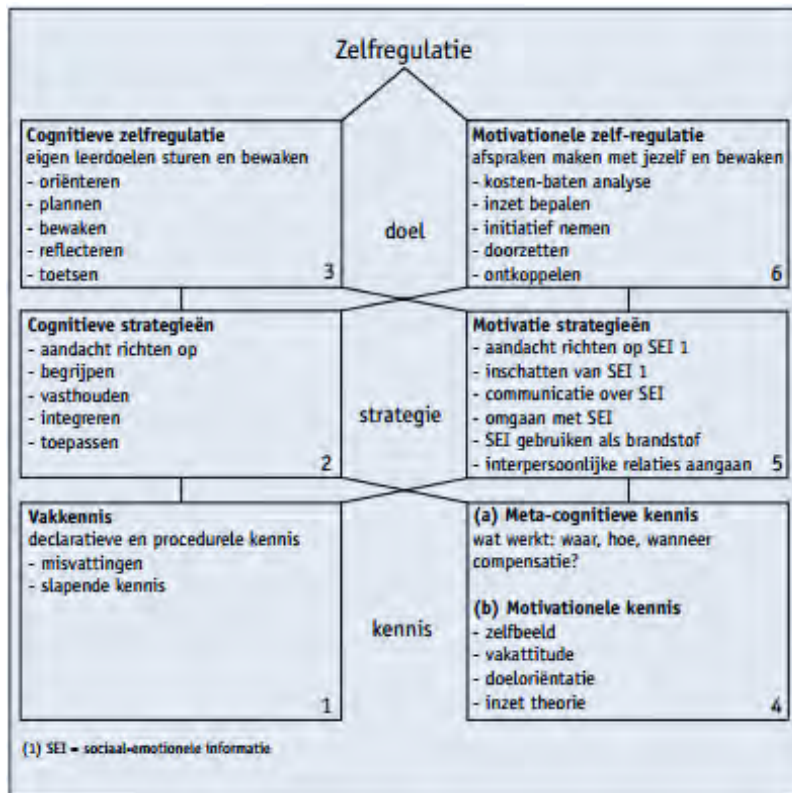 Zelfregulatie
Cognitieve zelfregulatie
eigen leerdoelen sturen en bewaken
- oriënteren
- plannen
- bewaken
- reflecteren
- toetsen
3
doel
Motivationele zelf-regulatie
afspraken maken met jezelf en bewaken
- kosten-baten analyse
- inzet bepalen
- initiatief nemen
- doorzetten
- ontkoppelen
6
Cognitieve strategieën
- aandacht richten op
- begrijpen
- vasthouden
- integreren
- toepassen
2
strategie
Motivatie strategieën
- aandacht richten op SEI 1
- inschatten van SEI 1
- communicatie over SEI
- omgaan met SEI
- SEI gebruiken als brandstof
- interpersoonlijke relaties aangaan
5
Vakkennis
declaratieve en procedurele kennis
- misvattingen
- slapende kennis
1
kennis
(a) Meta-cognitieve kennis
wat werkt: waar, hoe, wanneer
compensatie?
(b) Motivationele kennis
- zelfbeeld
- vakattitude
- doeloriëntatie
- inzet theorie
4
(1) SEI = sociaal-emotionele informatie